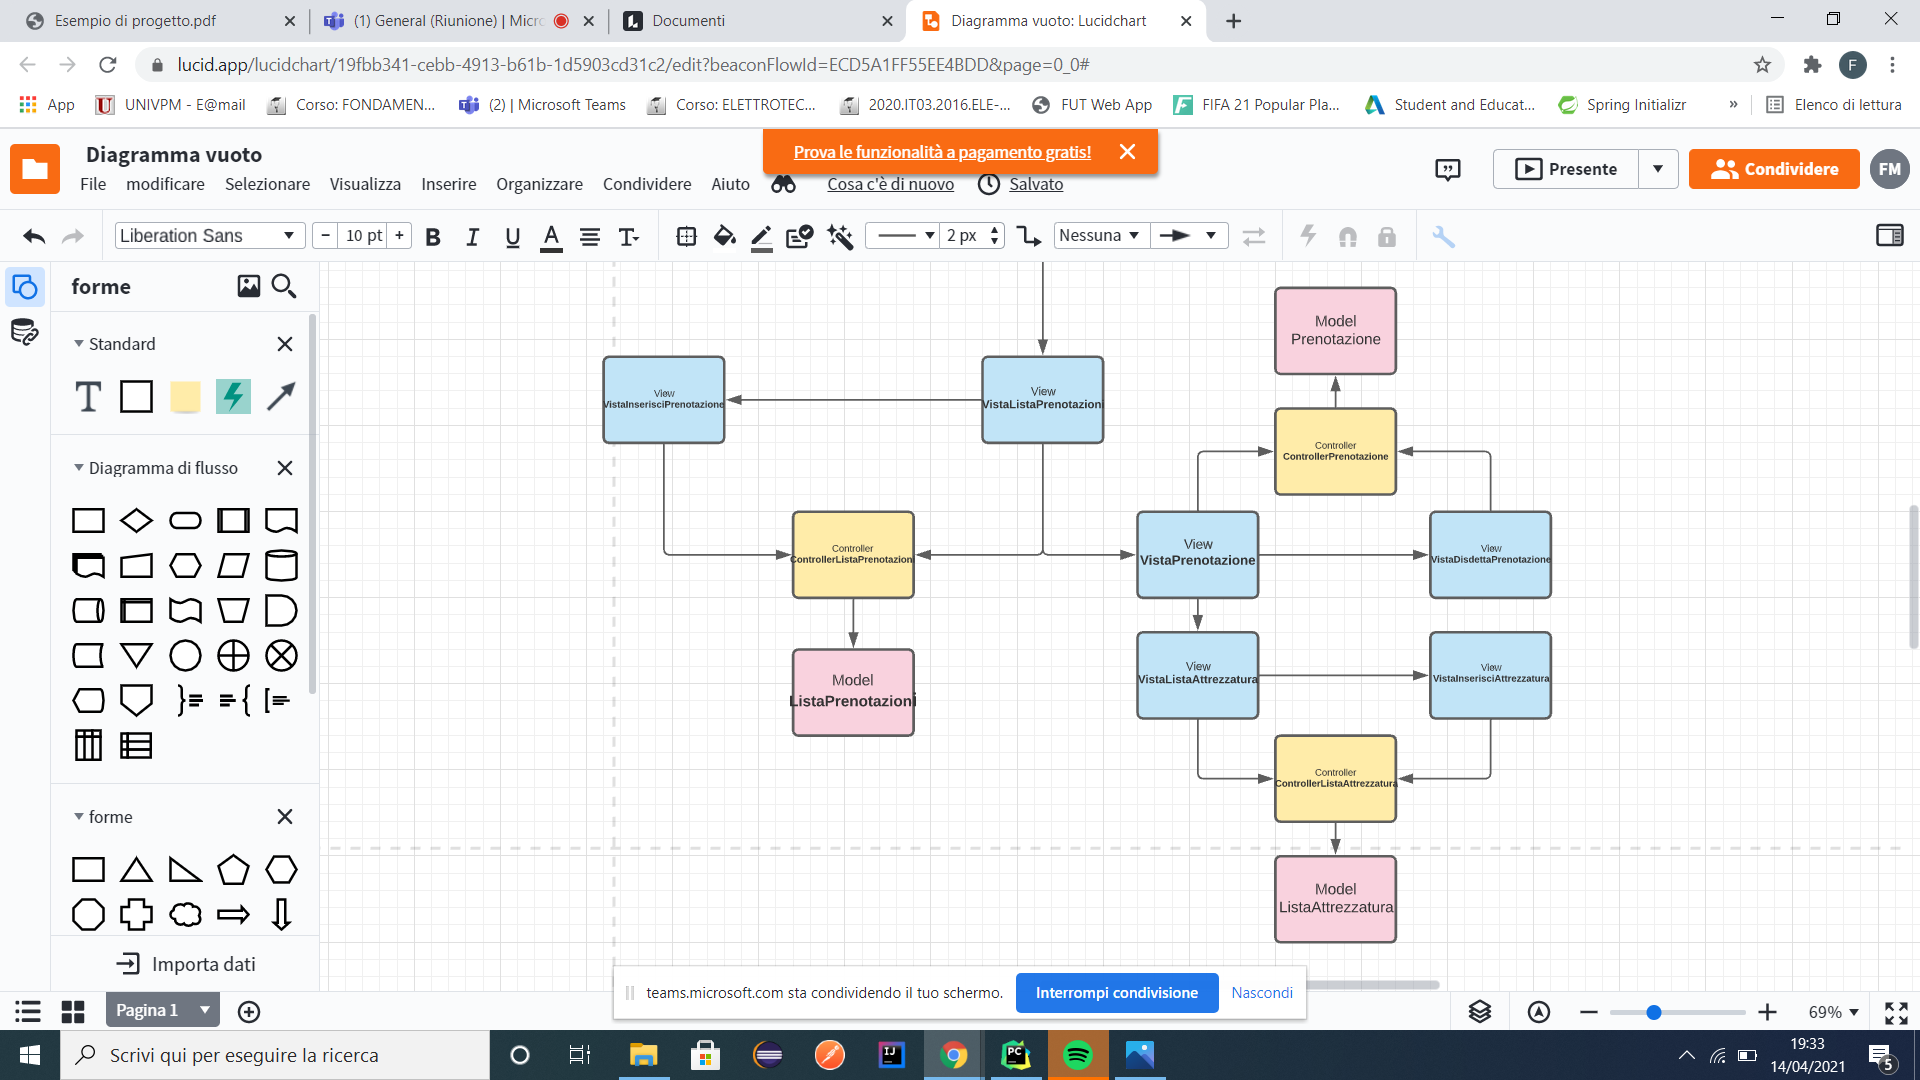 Esempio di progetto.pdf
(1) General (Riunione) | Micro
Documenti
Diagramma vuoto: Lucidchart
lucid.app/lucidchart/19fbb341-cebb-4913-b61b-1d5903cd31c2/edit?beaconFlowId=ECD5A1FF55EE4BDD&page=0_0#
F
App
UNIVPM - E@mail
Corso: FONDAMEN...
(2) | Microsoft Teams
Corso: ELETTROTEC...
2020.IT03.2016.ELE-...
FUT Web App
FIFA 21 Popular Pla...
Student and Educat...
Spring Initializr
»
Elenco di lettura
Diagramma vuoto
Prova le funzionalità a pagamento gratis!
File modificare Selezionare Visualizza Inserire Organizzare Condividere Aiuto
Cosa c'è di nuovo
Salvato
Presente
Condividere
FM
Liberation Sans
- 10 pt +
B I U A T
2 px
Nessuna
forme
Standard
T
Diagramma di flusso
forme
Importa dati
Model
Prenotazione
View
VistaInserisciPrenotazione
View
VistaListaPrenotazioni
Controller
ControllerPrenotazione
Controller
ControllerListaPrenotazioni
View
VistaPrenotazione
View
VistaDisdettaPrenotazione
Model
ListaPrenotazioni
View
VistaListaAttrezzatura
View
VistaInserisciAttrezzatura
Controller
ControllerListaAttrezzatura
Model
ListaAttrezzatura
teams.microsoft.com sta condividendo il tuo schermo.
Interrompi condivisione
Nascondi
Pagina 1
69%
Scrivi qui per eseguire la ricerca
IJ
PC
19:33
14/04/2021
5